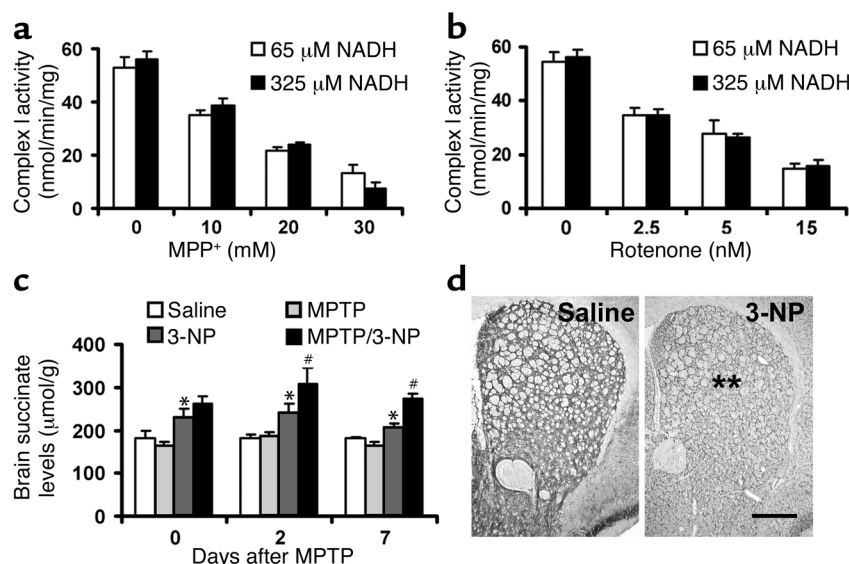 a
60
40
20
0
Complex I activity
(nmol/min/mg)
65 µM NADH
325 µM NADH
0 10 20 30
MPP⁺ (mM)
b
60
40
20
0
Complex I activity
(nmol/min/mg)
65 µM NADH
325 µM NADH
0 2.5 5 15
Rotenone (nM)
c
Saline MPTP
3-NP MPTP/3-NP
400
300
200
100
0
Brain succinate
levels (µmol/g)
* * # * #
0 2 7
Days after MPTP
d
Saline
3-NP
**